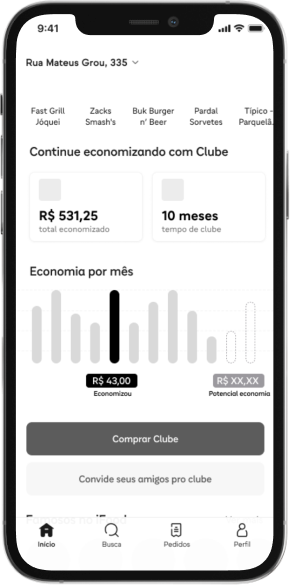 9:41
Rua Mateus Grou, 335
Fast Grill Jóquei
Zacks Smash's
Buk Burger n' Beer
Pardal Sorvetes
Típico - Parquelâ
Continue economizando com Clube
R$ 531,25
total economizado
10 meses
tempo de clube
Economia por mês
R$ 43,00
Economizou
R$ XX,XX
Potencial economia
Comprar Clube
Convide seus amigos pro clube
Início
Busca
Pedidos
Perfil